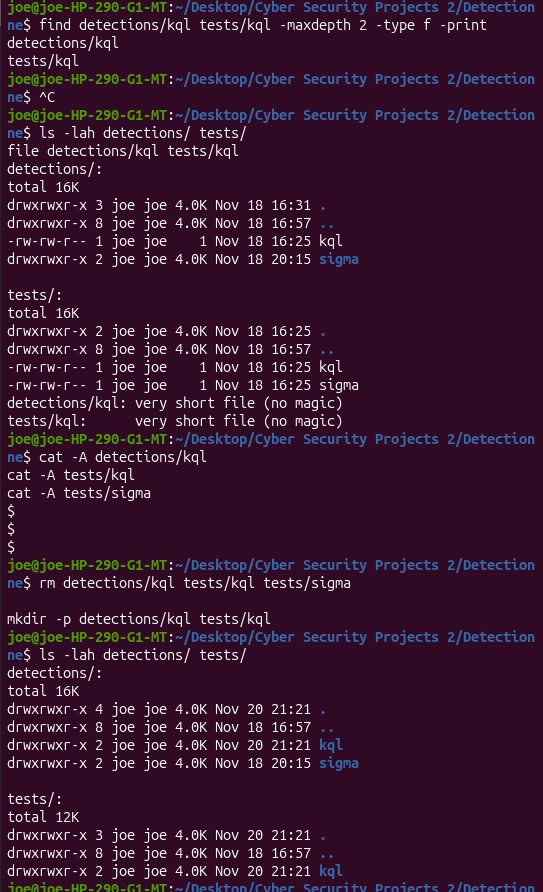 joe@joe-HP-290-G1-MT:~/Desktop/Cyber Security Projects 2/Detection
ne$ find detections/kql tests/kql -maxdepth 2 -type f -print
detections/kql
tests/kql
joe@joe-HP-290-G1-MT:~/Desktop/Cyber Security Projects 2/Detection
ne$ ^C
joe@joe-HP-290-G1-MT:~/Desktop/Cyber Security Projects 2/Detection
ne$ ls -lah detections/ tests/
file detections/kql tests/kql
detections/:
total 16K
drwxrwxr-x 3 joe joe 4.0K Nov 18 16:31 .
drwxrwxr-x 8 joe joe 4.0K Nov 18 16:57 ..
-rw-rw-r-- 1 joe joe    1 Nov 18 16:25 kql
drwxrwxr-x 2 joe joe 4.0K Nov 18 20:15 sigma

tests/:
total 16K
drwxrwxr-x 2 joe joe 4.0K Nov 18 16:25 .
drwxrwxr-x 8 joe joe 4.0K Nov 18 16:57 ..
-rw-rw-r-- 1 joe joe    1 Nov 18 16:25 kql
-rw-rw-r-- 1 joe joe    1 Nov 18 16:25 sigma
detections/kql: very short file (no magic)
tests/kql:      very short file (no magic)
joe@joe-HP-290-G1-MT:~/Desktop/Cyber Security Projects 2/Detection
ne$ cat -A detections/kql
cat -A tests/kql
cat -A tests/sigma
$
$
$
joe@joe-HP-290-G1-MT:~/Desktop/Cyber Security Projects 2/Detection
ne$ rm detections/kql tests/kql tests/sigma

mkdir -p detections/kql tests/kql
joe@joe-HP-290-G1-MT:~/Desktop/Cyber Security Projects 2/Detection
ne$ ls -lah detections/ tests/
detections/:
total 16K
drwxrwxr-x 4 joe joe 4.0K Nov 20 21:21 .
drwxrwxr-x 8 joe joe 4.0K Nov 18 16:57 ..
drwxrwxr-x 2 joe joe 4.0K Nov 20 21:21 kql
drwxrwxr-x 2 joe joe 4.0K Nov 18 20:15 sigma

tests/:
total 12K
drwxrwxr-x 3 joe joe 4.0K Nov 20 21:21 .
drwxrwxr-x 8 joe joe 4.0K Nov 18 16:57 ..
drwxrwxr-x 2 joe joe 4.0K Nov 20 21:21 kql
joe@joe-HP-290-G1-MT:~/Desktop/Cyber Security Projects 2/Detection